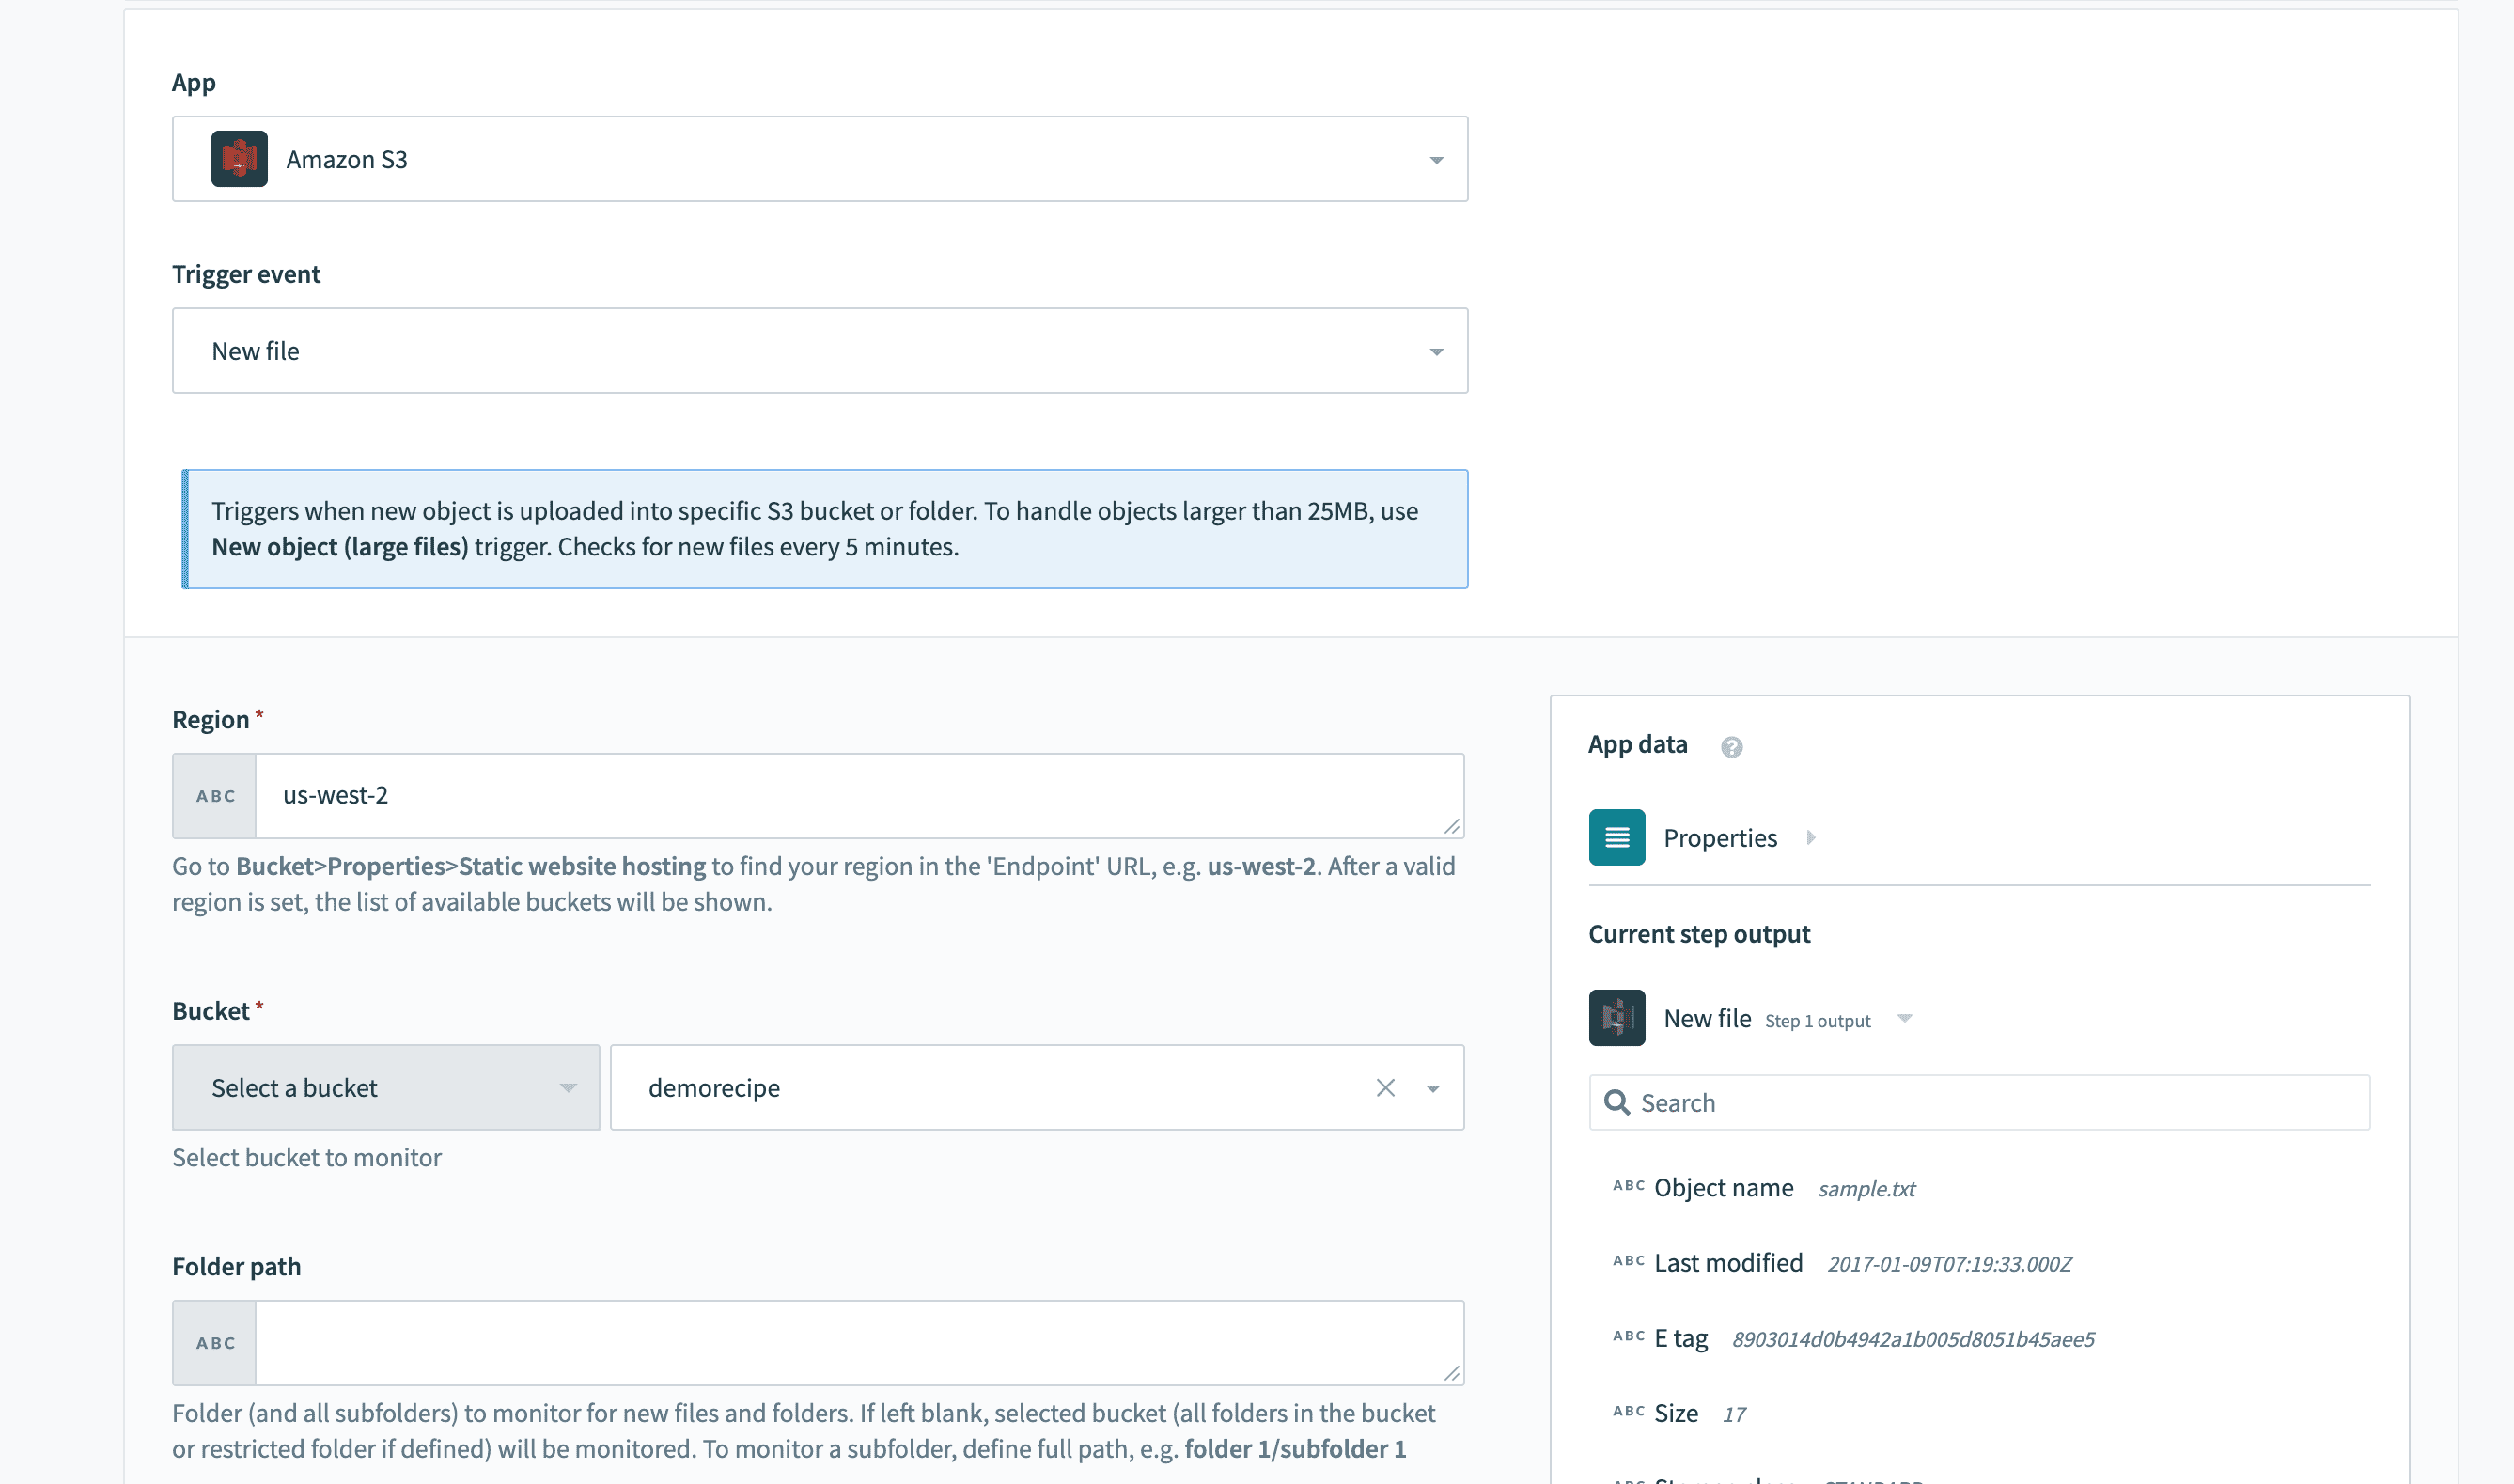 App
Amazon S3
Trigger event
New file
Triggers when new object is uploaded into specific S3 bucket or folder. To handle objects larger than 25MB, use
New object (large files) trigger. Checks for new files every 5 minutes.
Region *
ABC us-west-2
Go to Bucket>Properties>Static website hosting to find your region in the 'Endpoint' URL, e.g. us-west-2. After a valid
region is set, the list of available buckets will be shown.
Bucket *
Select a bucket demorecipe
Select bucket to monitor
Folder path
ABC
Folder (and all subfolders) to monitor for new files and folders. If left blank, selected bucket (all folders in the bucket
or restricted folder if defined) will be monitored. To monitor a subfolder, define full path, e.g. folder 1/subfolder 1
App data ?
Properties
Current step output
New file Step 1 output
Search
ABC Object name sample.txt
ABC Last modified 2017-01-09T07:19:33.000Z
ABC E tag 8903014d0b4942a1b005d8051b45aee5
ABC Size 17